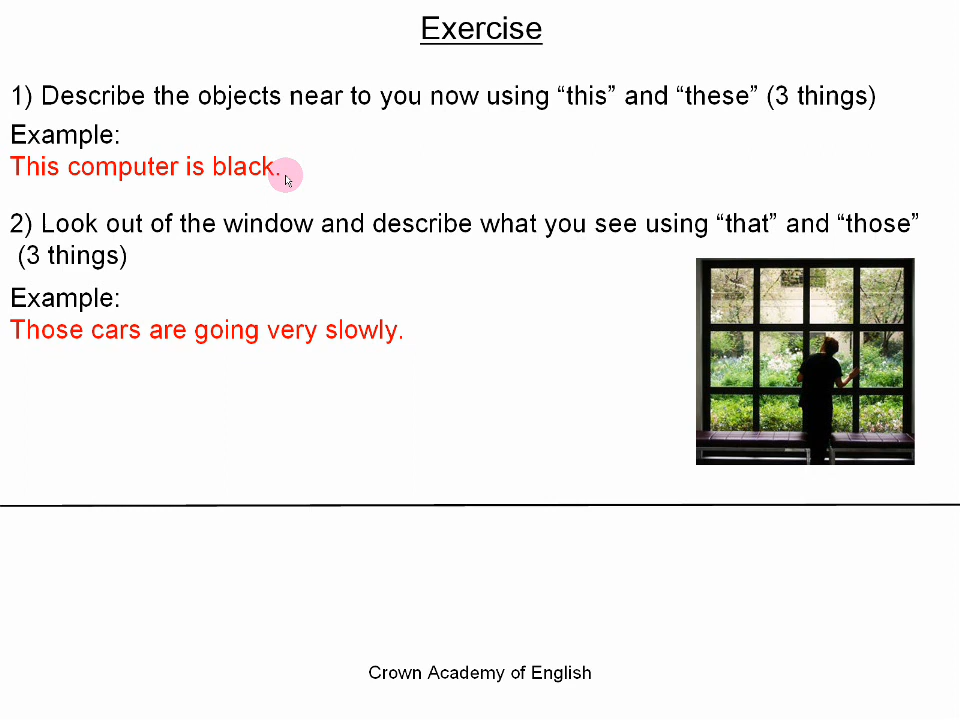 Exercise
1) Describe the objects near to you now using “this” and “these” (3 things)
Example:
This computer is black.
2) Look out of the window and describe what you see using “that” and “those”
(3 things)
Example:
Those cars are going very slowly.
Crown Academy of English